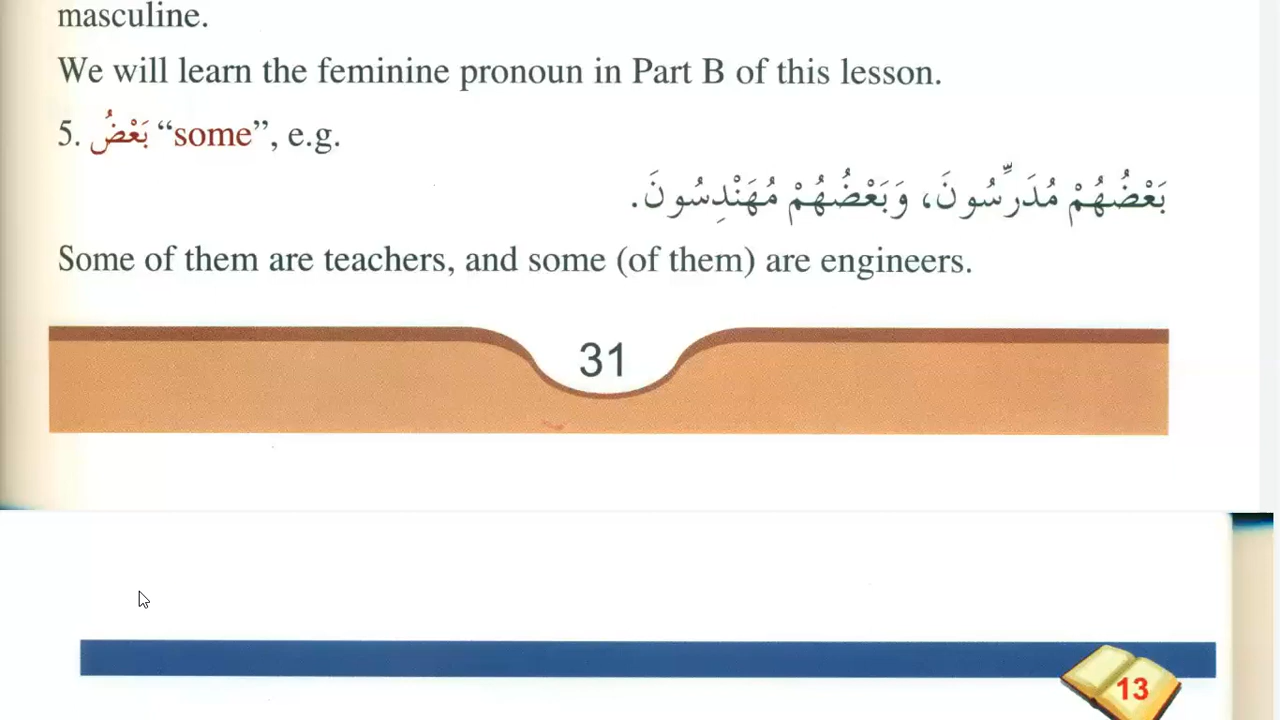 masculine.
We will learn the feminine pronoun in Part B of this lesson.
5. بَعْضُ “some”, e.g.
بَعْضُهُمْ مُدَرِّسُونَ، وَبَعْضُهُمْ مُهَنْدِسُونَ.
Some of them are teachers, and some (of them) are engineers.
31
13